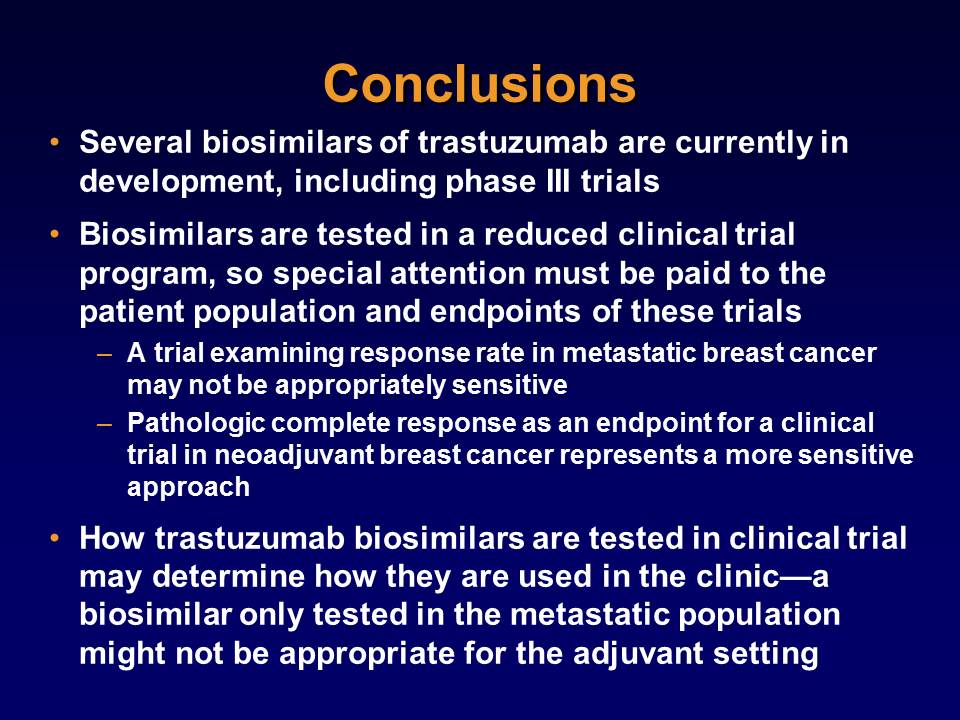 Conclusions
• Several biosimilars of trastuzumab are currently in
development, including phase III trials
• Biosimilars are tested in a reduced clinical trial
program, so special attention must be paid to the
patient population and endpoints of these trials
– A trial examining response rate in metastatic breast cancer
may not be appropriately sensitive
– Pathologic complete response as an endpoint for a clinical
trial in neoadjuvant breast cancer represents a more sensitive
approach
• How trastuzumab biosimilars are tested in clinical trial
may determine how they are used in the clinic—a
biosimilar only tested in the metastatic population
might not be appropriate for the adjuvant setting